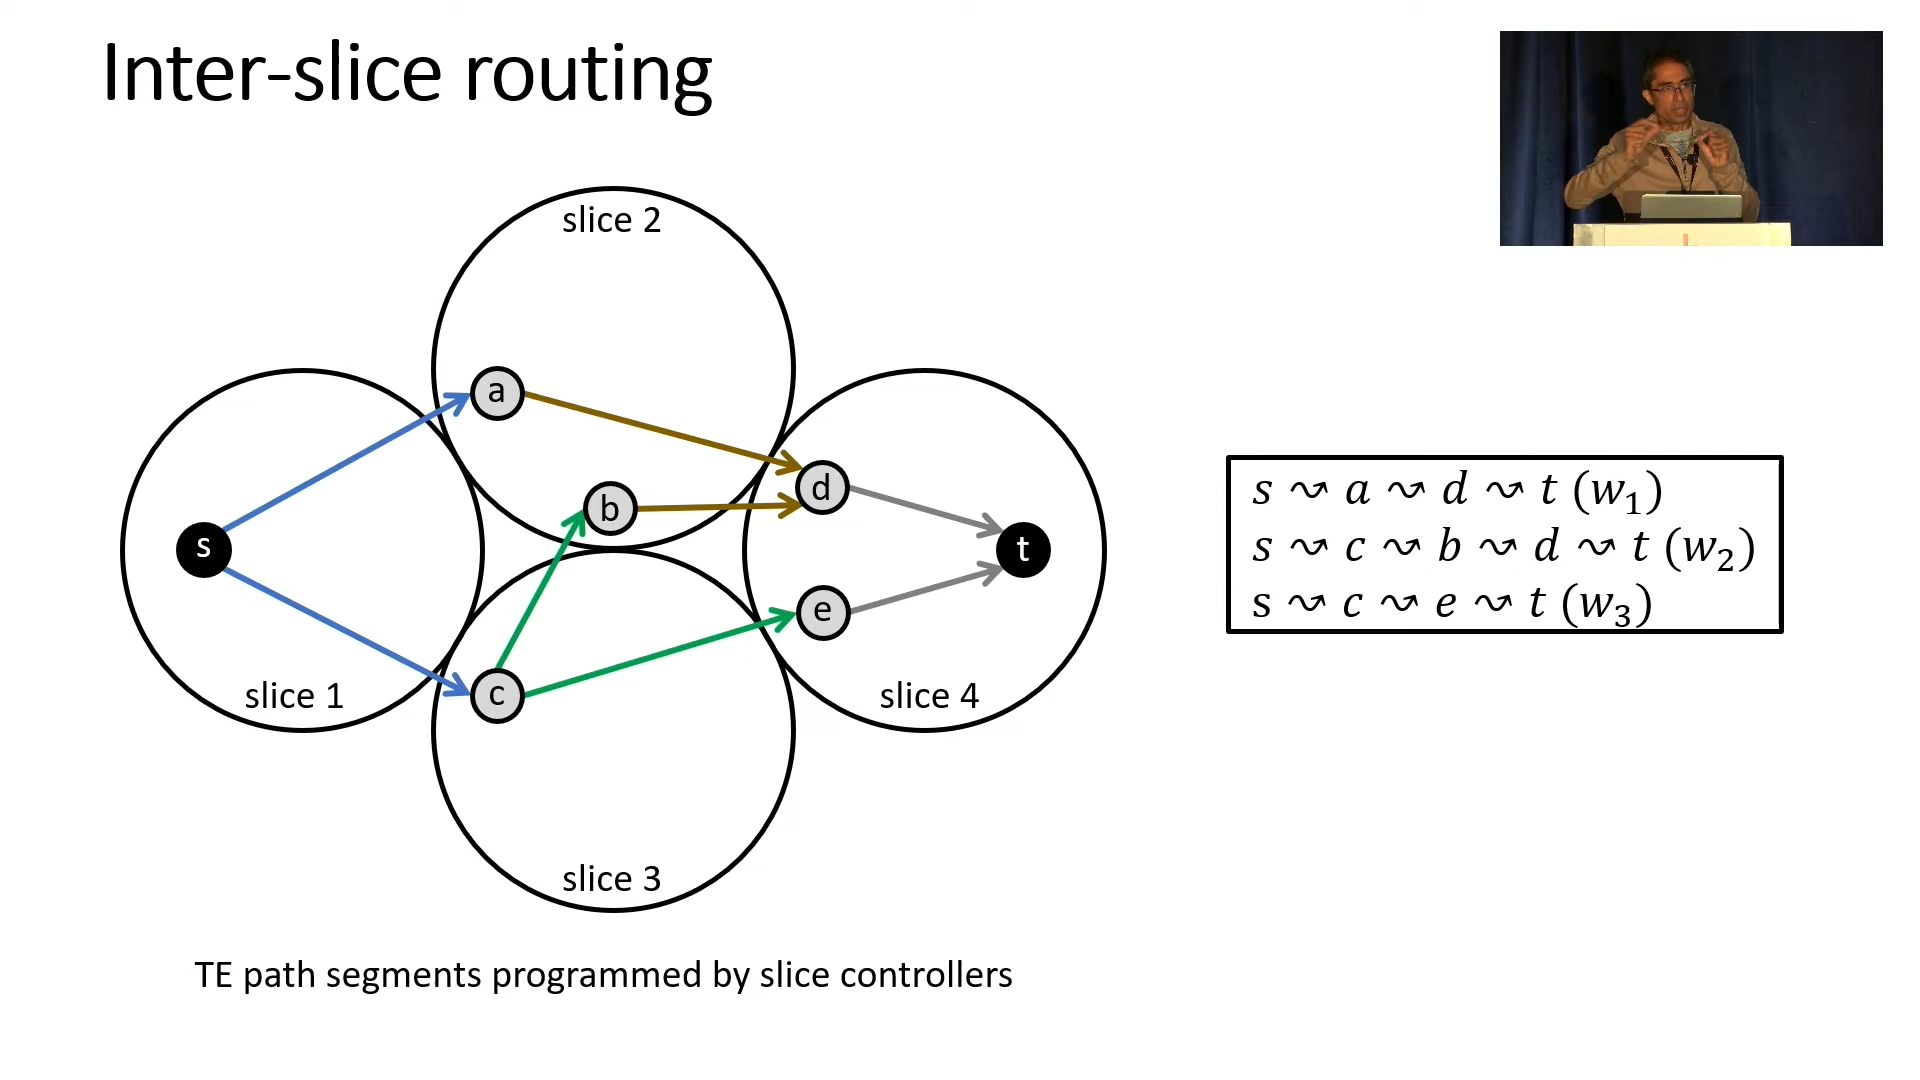 Inter-slice routing
slice 2
a
b
d
s
t
e
c
slice 1
slice 4
slice 3
s ⤳ a ⤳ d ⤳ t (w₁)
s ⤳ c ⤳ b ⤳ d ⤳ t (w₂)
s ⤳ c ⤳ e ⤳ t (w₃)
TE path segments programmed by slice controllers